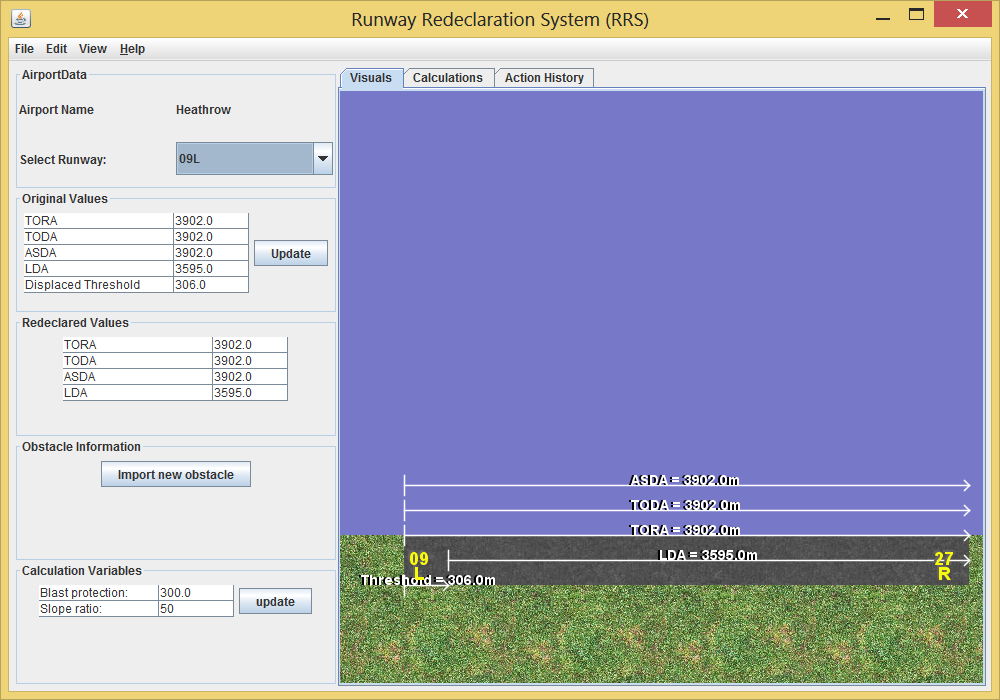 Runway Redeclaration System (RRS)
File Edit View Help
AirportData
Airport Name Heathrow
Select Runway: 09L
Original Values
TORA 3902.0
TODA 3902.0
ASDA 3902.0
LDA 3595.0
Displaced Threshold 306.0
Update
Redeclared Values
TORA 3902.0
TODA 3902.0
ASDA 3902.0
LDA 3595.0
Obstacle Information
Import new obstacle
Calculation Variables
Blast protection: 300.0
Slope ratio: 50
update
Visuals Calculations Action History
ASDA = 3902.0m
TODA = 3902.0m
TORA = 3902.0m
LDA = 3595.0m
09
L
27
R
Threshold = 306.0m